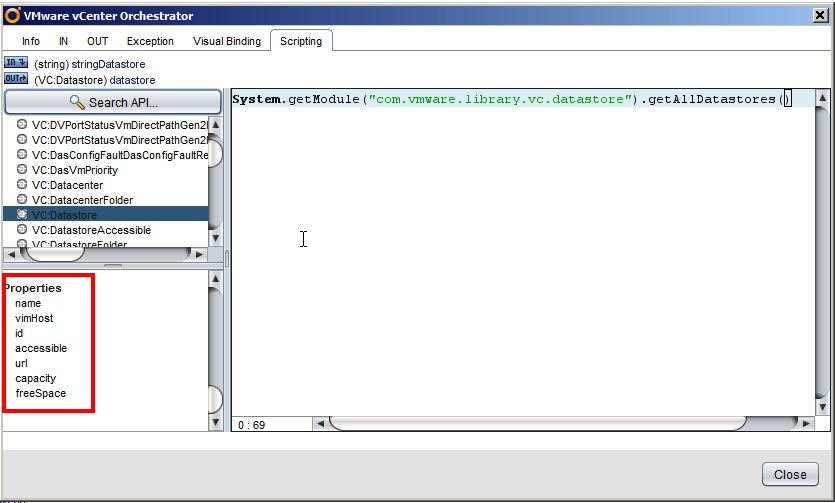 VMware vCenter Orchestrator
Info IN OUT Exception Visual Binding Scripting
IN (string) stringDatastore
OUT (VC:Datastore) datastore
Search API...
System.getModule("com.vmware.library.vc.datastore").getAllDatastores()
VC:DVPortStatusVmDirectPathGen2I
VC:DVPortStatusVmDirectPathGen2I
VC:DasConfigFaultDasConfigFaultRe
VC:DasVmPriority
VC:Datacenter
VC:DatacenterFolder
VC:Datastore
VC:DatastoreAccessible
VC:DatastoreFolder
Properties
name
vimHost
id
accessible
url
capacity
freeSpace
0 : 69
Close